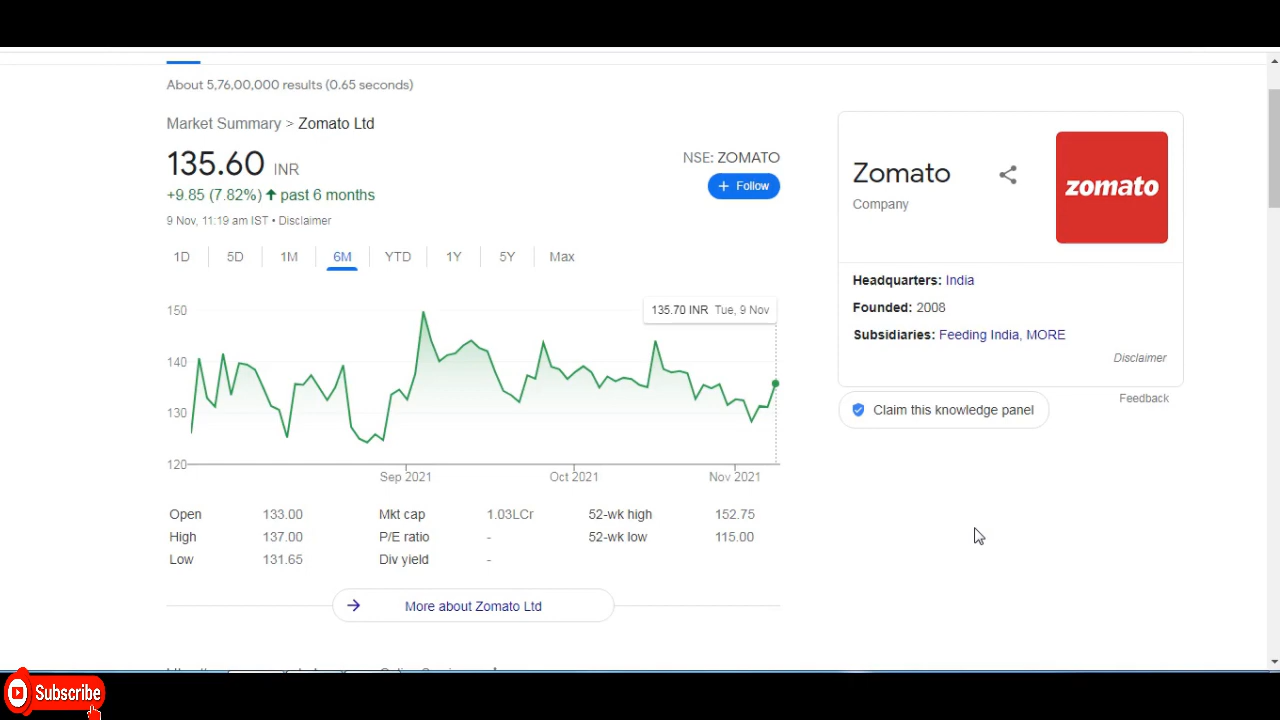 About 5,76,00,000 results (0.65 seconds)
Market Summary > Zomato Ltd
135.60 INR
+9.85 (7.82%) ↑ past 6 months
9 Nov, 11:19 am IST • Disclaimer
NSE: ZOMATO
+ Follow
1D 5D 1M 6M YTD 1Y 5Y Max
135.70 INR Tue, 9 Nov
150
140
130
120
Sep 2021 Oct 2021 Nov 2021
Open 133.00 Mkt cap 1.03LCr 52-wk high 152.75
High 137.00 P/E ratio - 52-wk low 115.00
Low 131.65 Div yield -
More about Zomato Ltd
Zomato
Company
zomato
Headquarters: India
Founded: 2008
Subsidiaries: Feeding India, MORE
Disclaimer
Claim this knowledge panel
Feedback
Subscribe